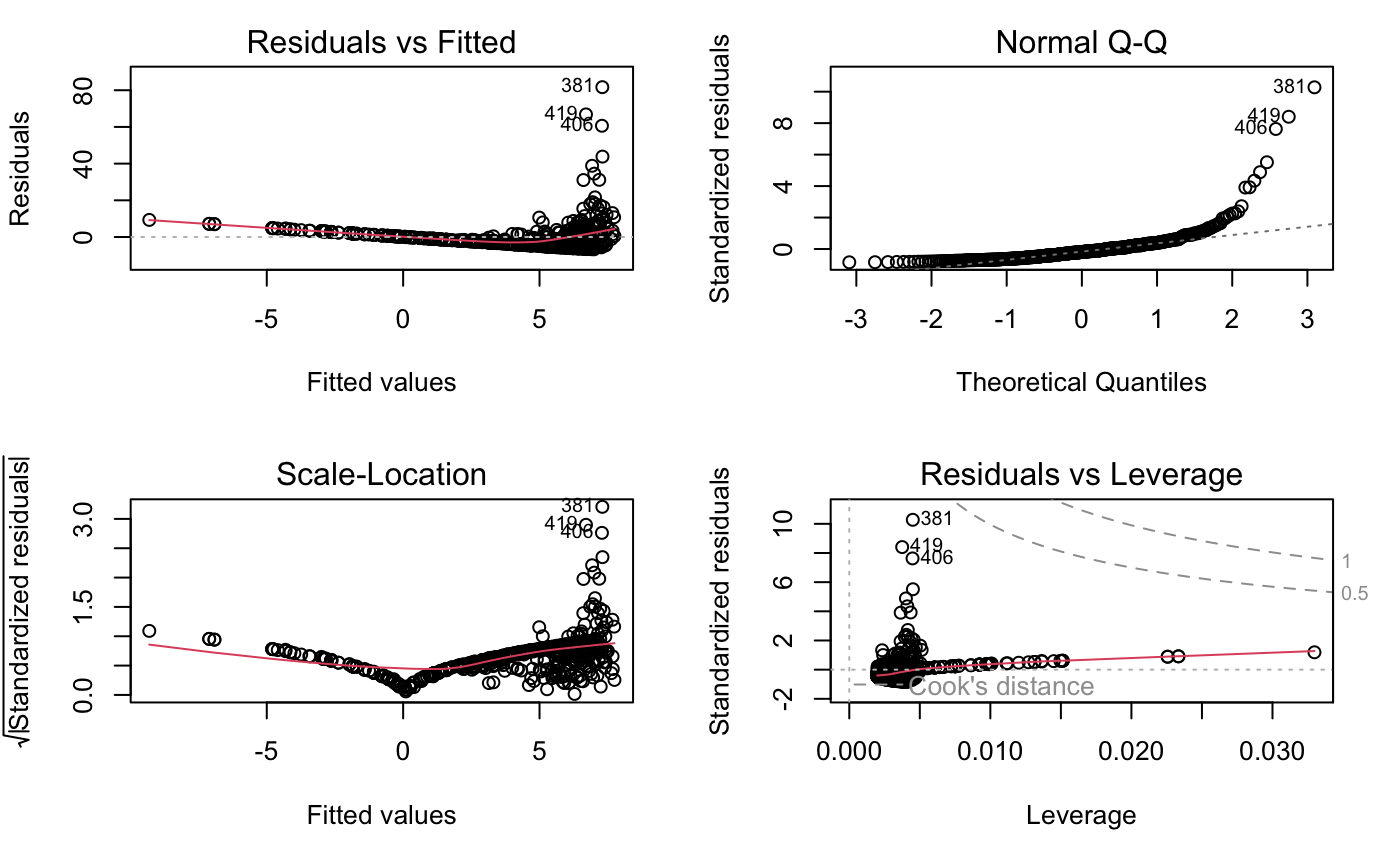 Residuals vs Fitted
Residuals
80
40
0
381
419
406
-5 0 5
Fitted values
Normal Q-Q
Standardized residuals
8
4
0
381
419
406
-3 -2 -1 0 1 2 3
Theoretical Quantiles
Scale-Location
√|Standardized residuals|
3.0
1.5
0.0
381
419
406
-5 0 5
Fitted values
Residuals vs Leverage
Standardized residuals
10
6
2
-2
381
419
406
1
0.5
Cook's distance
0.000 0.010 0.020 0.030
Leverage